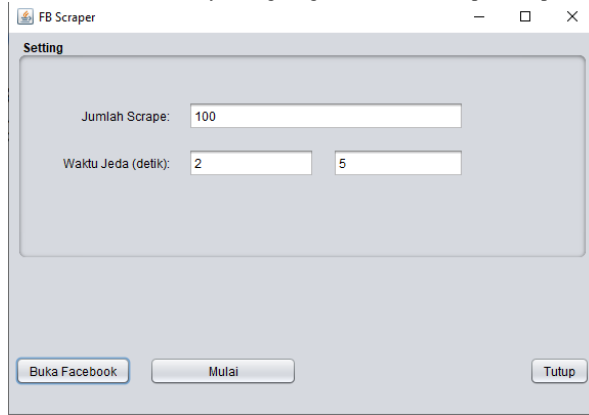 FB Scraper
Setting
Jumlah Scrape: 100
Waktu Jeda (detik): 2 5
Buka Facebook Mulai Tutup